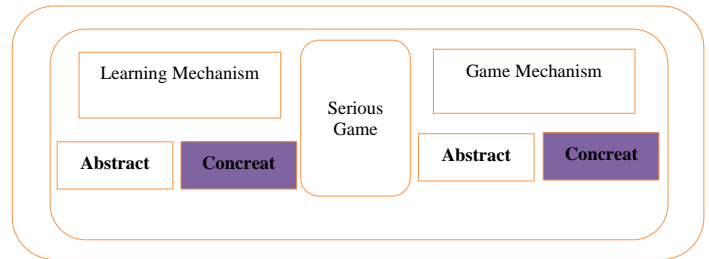 Learning Mechanism
Serious
Game
Game Mechanism
Abstract
Concreat
Abstract
Concreat